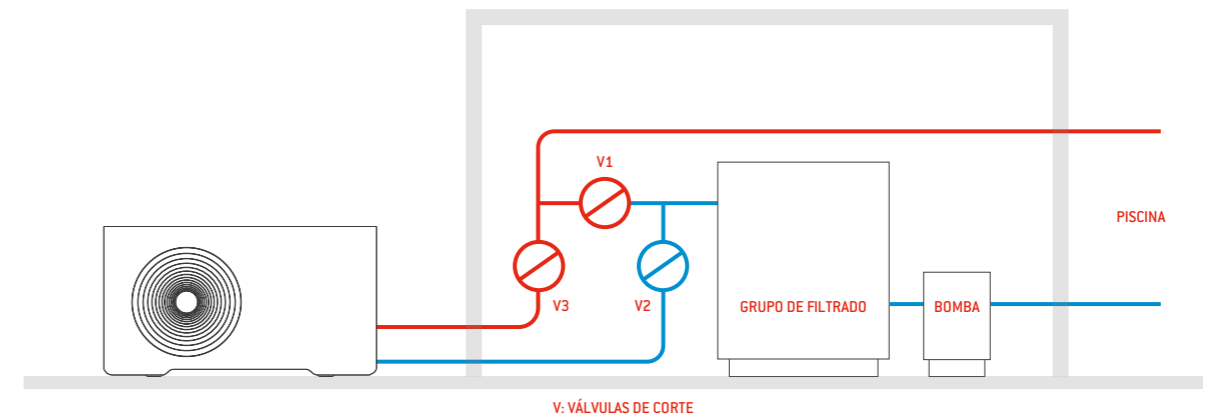 V1
PISCINA
V3
V2
GRUPO DE FILTRADO
BOMBA
V: VÁLVULAS DE CORTE